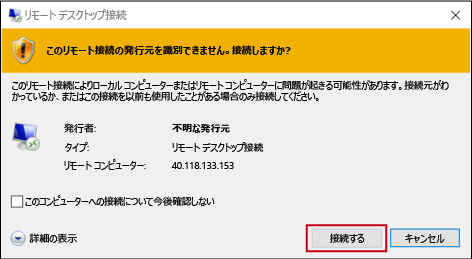 リモート デスクトップ接続
このリモート接続の発行元を識別できません。接続しますか?
このリモート接続によりローカル コンピューターまたはリモート コンピューターに問題が起きる可能性があります。接続元がわ
かっているか、またはこの接続を以前も使用したことがある場合のみ接続してください。
発行者: 不明な発行元
タイプ: リモート デスクトップ接続
リモート コンピューター: 40.118.133.153
このコンピューターへの接続について今後確認しない
詳細の表示 接続する キャンセル